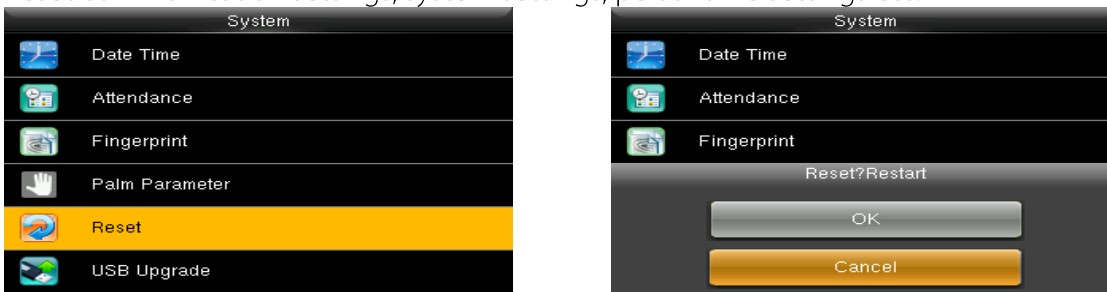 System
Date Time
Attendance
Fingerprint
Palm Parameter
Reset
USB Upgrade
System
Date Time
Attendance
Fingerprint
Reset?Restart
OK
Cancel